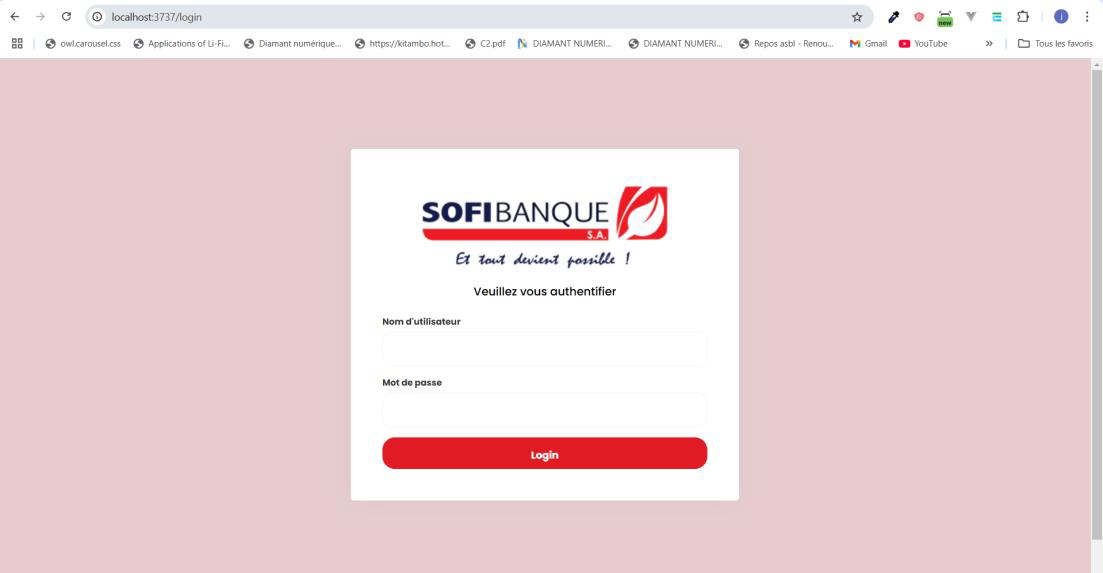 localhost:3737/login
new
i
owl.carousel.css
Applications of Li-Fi...
Diamant numérique...
https://kitambo.hot...
C2.pdf
DIAMANT NUMERI...
DIAMANT NUMERI...
Repos asbl - Renou...
Gmail
YouTube
»
Tous les favoris
SOFIBANQUE
S.A.
Et tout devient possible !
Veuillez vous authentifier
Nom d'utilisateur
Mot de passe
Login